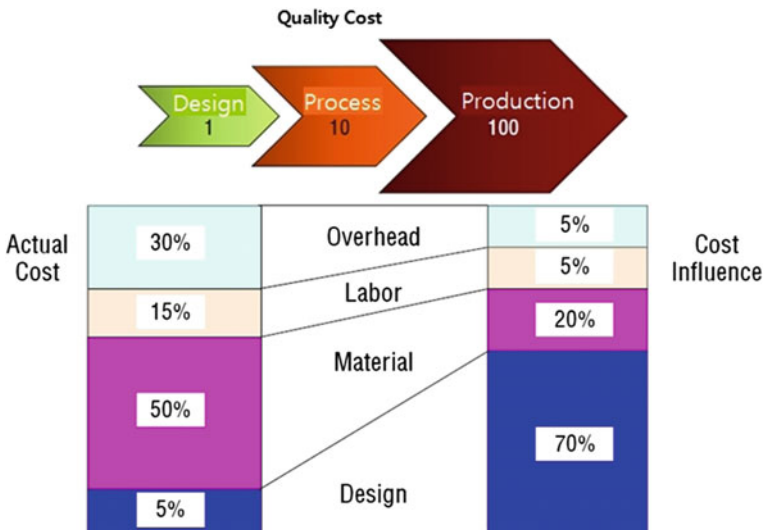 Quality Cost
Design
1
Process
10
Production
100
Actual
Cost
30%
15%
50%
5%
Overhead
Labor
Material
Design
5%
5%
20%
70%
Cost
Influence